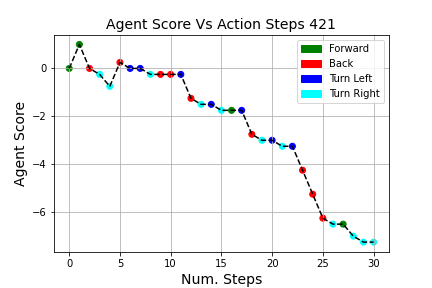 Agent Score Vs Action Steps 421
Forward
Back
Turn Left
Turn Right
Agent Score
0
−2
−4
−6
0 5 10 15 20 25 30
Num. Steps